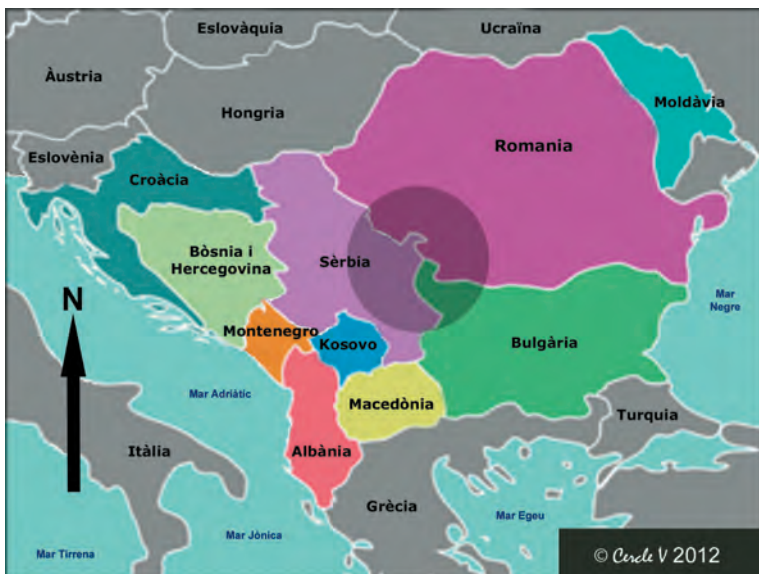 Eslovàquia
Ucraïna
Àustria
Hongria
Moldàvia
Romania
Eslovènia
Croàcia
Bòsnia i
Hercegovina
Sèrbia
N
Mar
Negre
Montenegro
Kosovo
Bulgària
Mar Adriàtic
Macedònia
Turquia
Itàlia
Albània
Grècia
Mar Egeu
Mar Jònica
Mar Tirrena
© Cercle V 2012